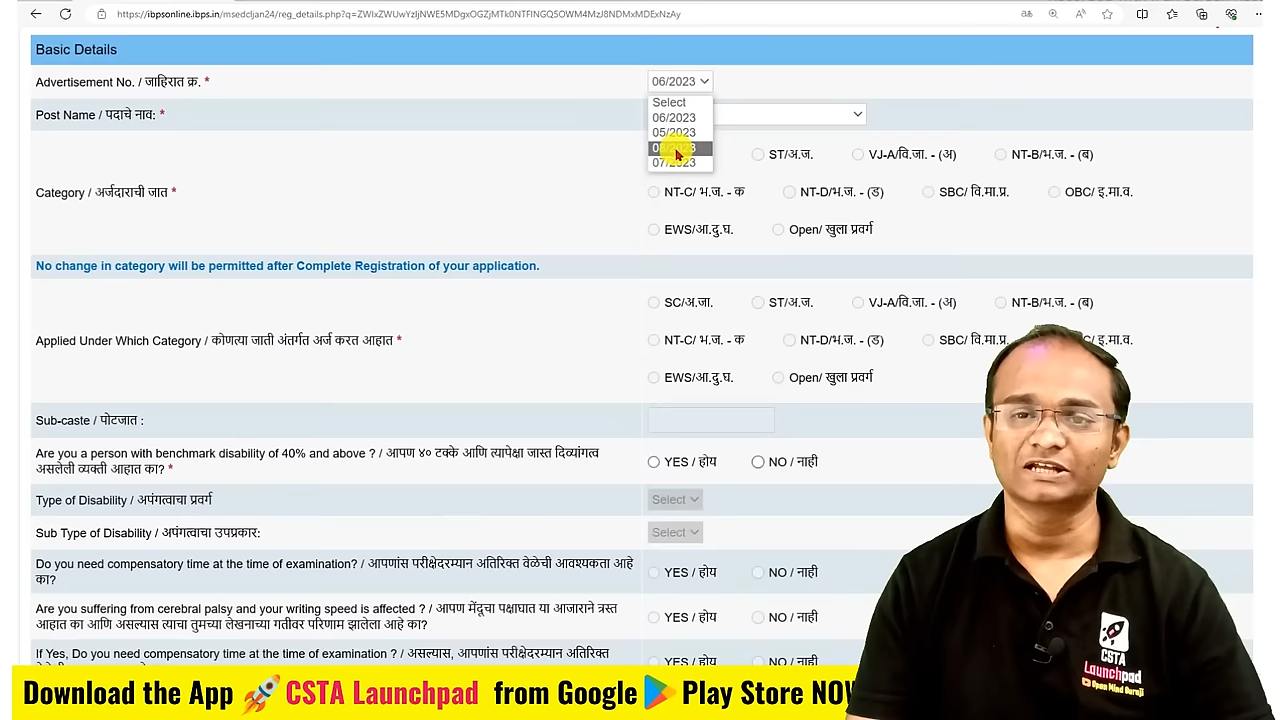 https://ibpsonline.ibps.in/msedcljan24/reg_details.php?q=ZWIxZWUwYzIjNWE5MDgxOGZjMTk0NTFINGQ5OWM4MzJ8NDMxMDExNzAy
Basic Details
Advertisement No. / जाहिरात क्र. * 06/2023
Select
Post Name / पदाचे नाव: *
06/2023
05/2023
07/2023
ST/अ.ज. VJ-A/वि.जा. - (अ) NT-B/भ.ज. - (ब)
Category / अर्जदाराची जात * NT-C/ भ.ज. - क NT-D/भ.ज. - (ड) SBC/ वि.मा.प्र. OBC/ इ.मा.व.
EWS/आ.दु.घ. Open/ खुला प्रवर्ग
No change in category will be permitted after Complete Registration of your application.
SC/अ.जा. ST/अ.ज. VJ-A/वि.जा. - (अ) NT-B/भ.ज. - (ब)
Applied Under Which Category / कोणत्या जाती अंतर्गत अर्ज करत आहात * NT-C/ भ.ज. - क NT-D/भ.ज. - (ड) SBC/ वि.मा.प्र. इ.मा.व.
EWS/आ.दु.घ. Open/ खुला प्रवर्ग
Sub-caste / पोटजात :
Are you a person with benchmark disability of 40% and above ? / आपण ४० टक्के आणि त्यापेक्षा जास्त दिव्यांगत्व
असलेली व्यक्ती आहात का? * YES / होय NO / नाही
Type of Disability / अपंगत्वाचा प्रवर्ग Select
Sub Type of Disability / अपंगत्वाचा उपप्रकार: Select
Do you need compensatory time at the time of examination? / आपणांस परीक्षेदरम्यान अतिरिक्त वेळेची आवश्यकता आहे
का? YES / होय NO / नाही
Are you suffering from cerebral palsy and your writing speed is affected ? / आपण मेंदूचा पक्षाघात या आजाराने त्रस्त
आहात का आणि असल्यास त्याचा तुमच्या लेखनाच्या गतीवर परिणाम झालेला आहे का? YES / होय NO / नाही
If Yes, Do you need compensatory time at the time of examination ? / असल्यास, आपणांस परीक्षेदरम्यान अतिरिक्त
YES / होय NO / नाही
CSTA
Launchpad
Open Mind Guruji
Download the App CSTA Launchpad from Google Play Store